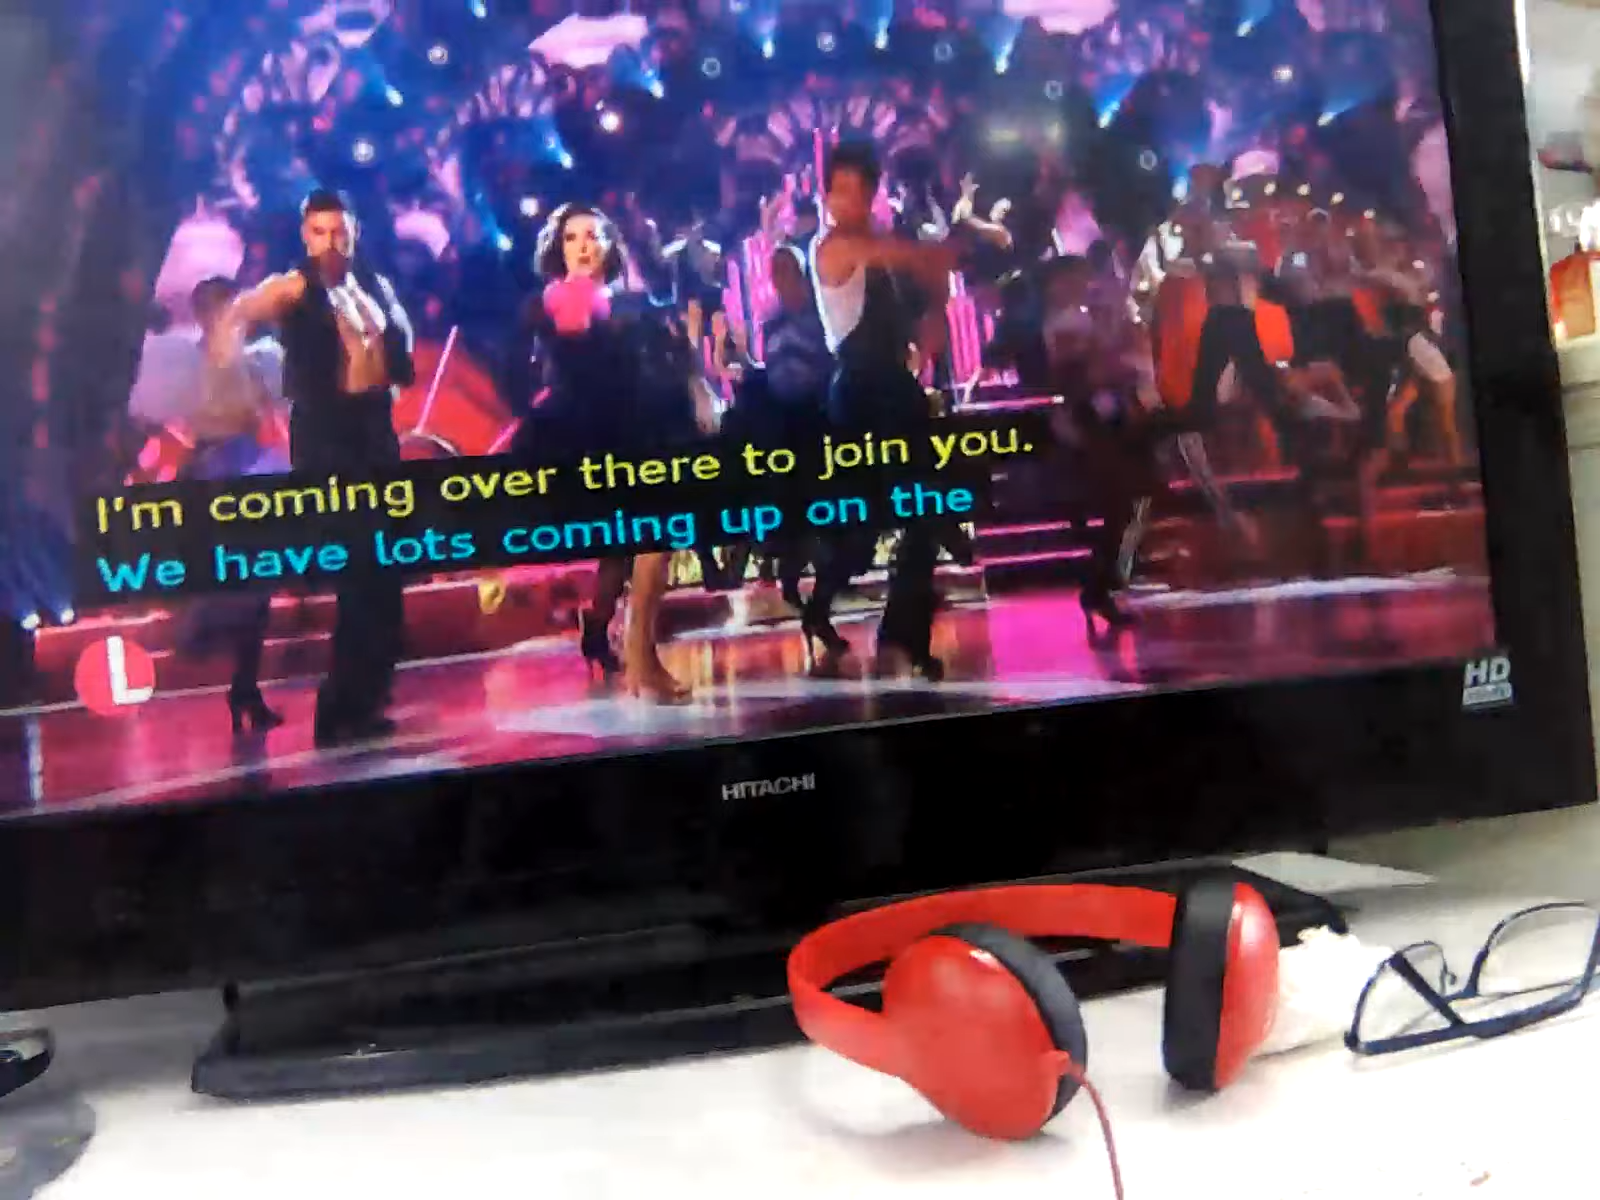 I'm coming over there to join you.
We have lots coming up on the
L
HD
HITACHI